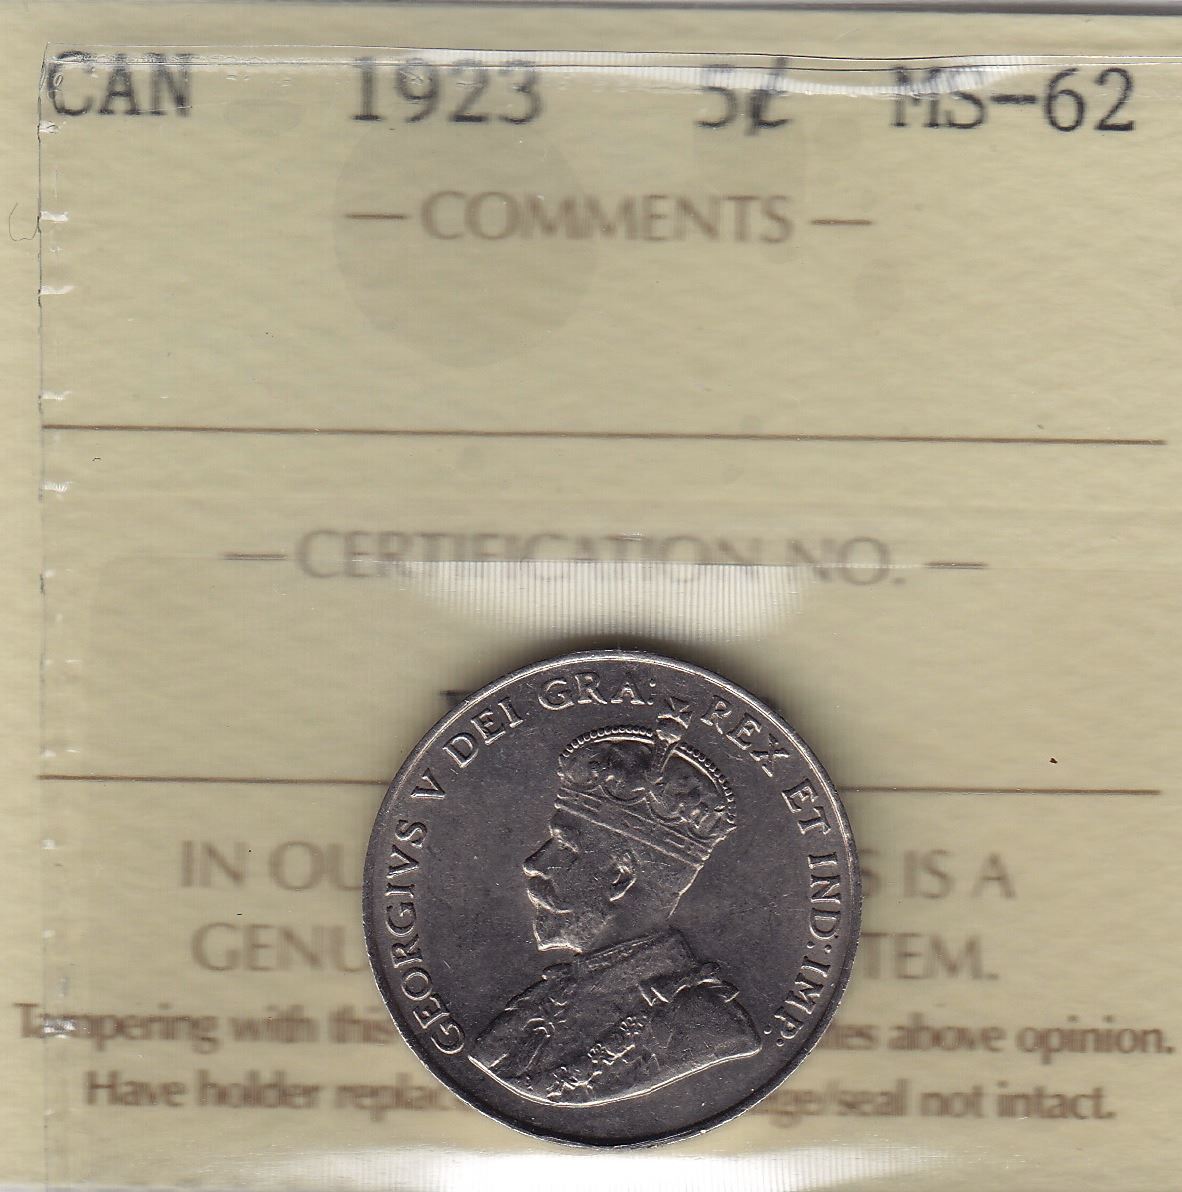 CAN 1923 5¢ MS-62
— COMMENTS —
— CERTIFICATION NO. —
GEORGIVS V DEI GRA: REX ET IND: IMP:
IN OU S IS A
GENU TEM.
Tampering with this above opinion.
Have holder replac ge/seal not intact.